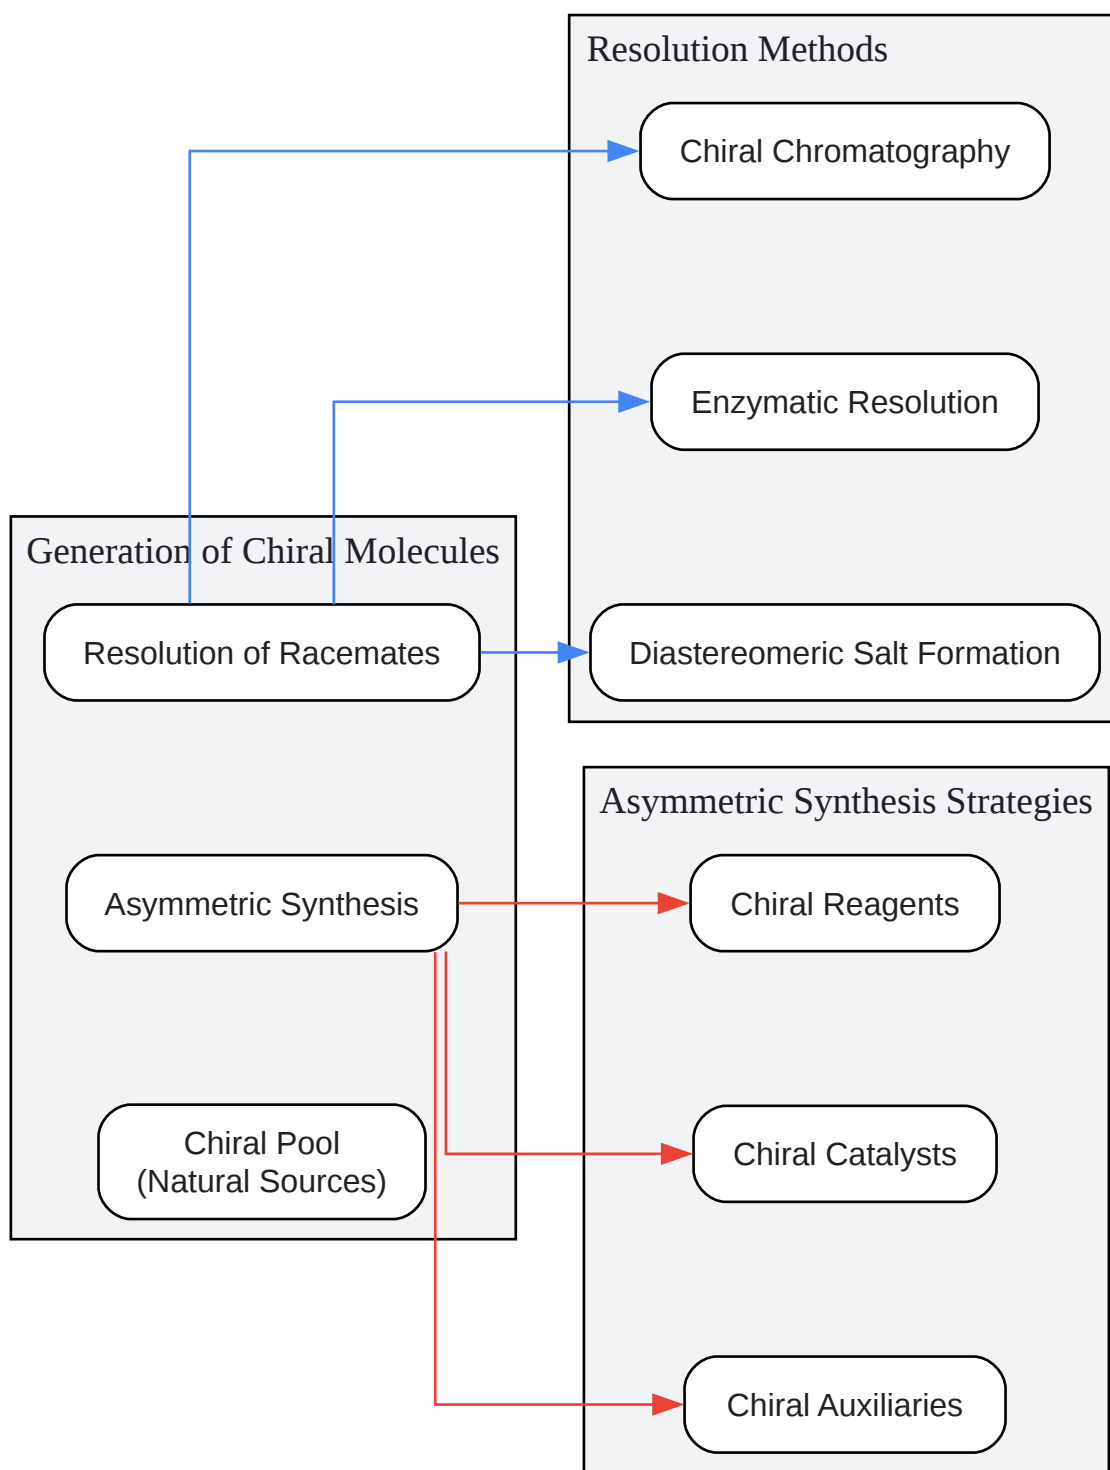 Resolution Methods
Chiral Chromatography
Enzymatic Resolution
Generation of Chiral Molecules
Resolution of Racemates
Diastereomeric Salt Formation
Asymmetric Synthesis Strategies
Asymmetric Synthesis
Chiral Reagents
Chiral Pool
(Natural Sources)
Chiral Catalysts
Chiral Auxiliaries